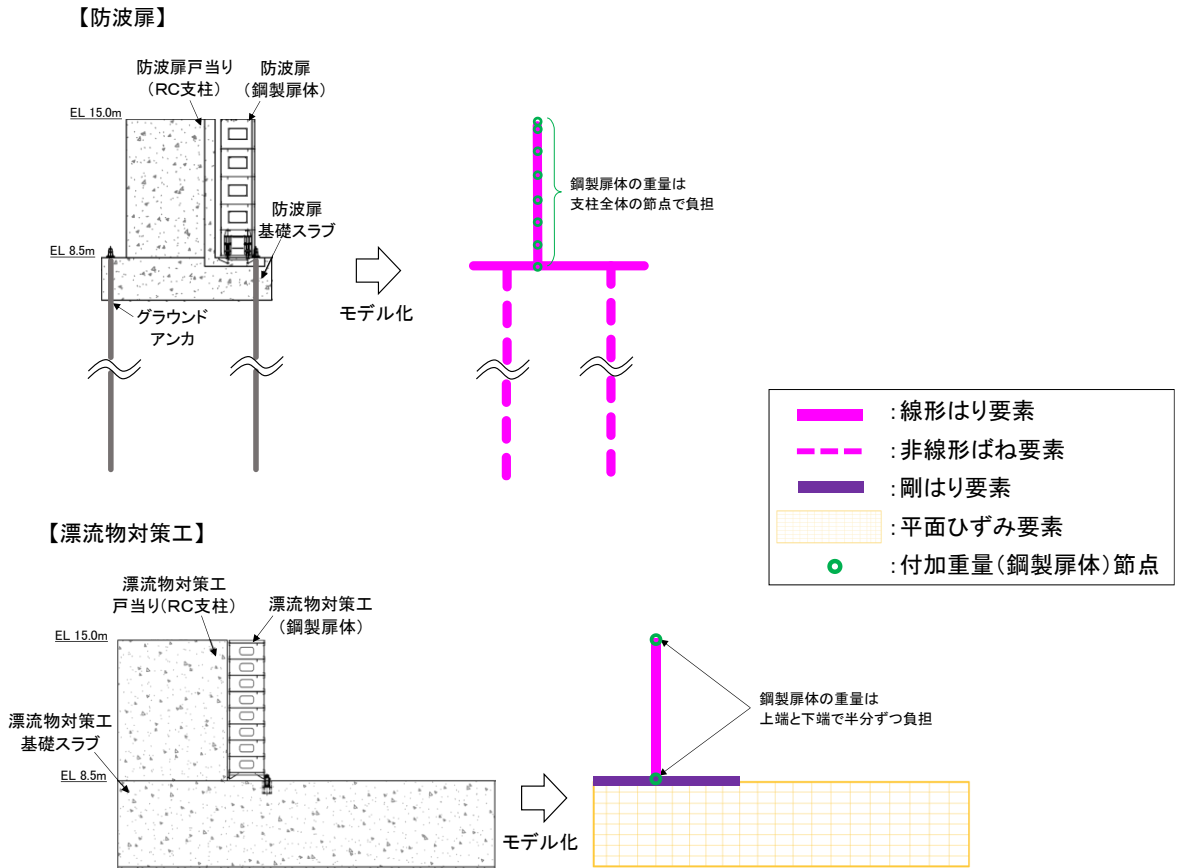 【防波扉】
防波扉戸当り
（RC支柱）
防波扉
（鋼製扉体）
EL 15.0m
防波扉
基礎スラブ
EL 8.5m
グラウンド
アンカ
モデル化
鋼製扉体の重量は
支柱全体の節点で負担
：線形はり要素
：非線形ばね要素
：剛はり要素
：平面ひずみ要素
：付加重量（鋼製扉体）節点
【漂流物対策工】
漂流物対策工
戸当り（RC支柱）
漂流物対策工
（鋼製扉体）
EL 15.0m
漂流物対策工
基礎スラブ
EL 8.5m
モデル化
鋼製扉体の重量は
上端と下端で半分ずつ負担